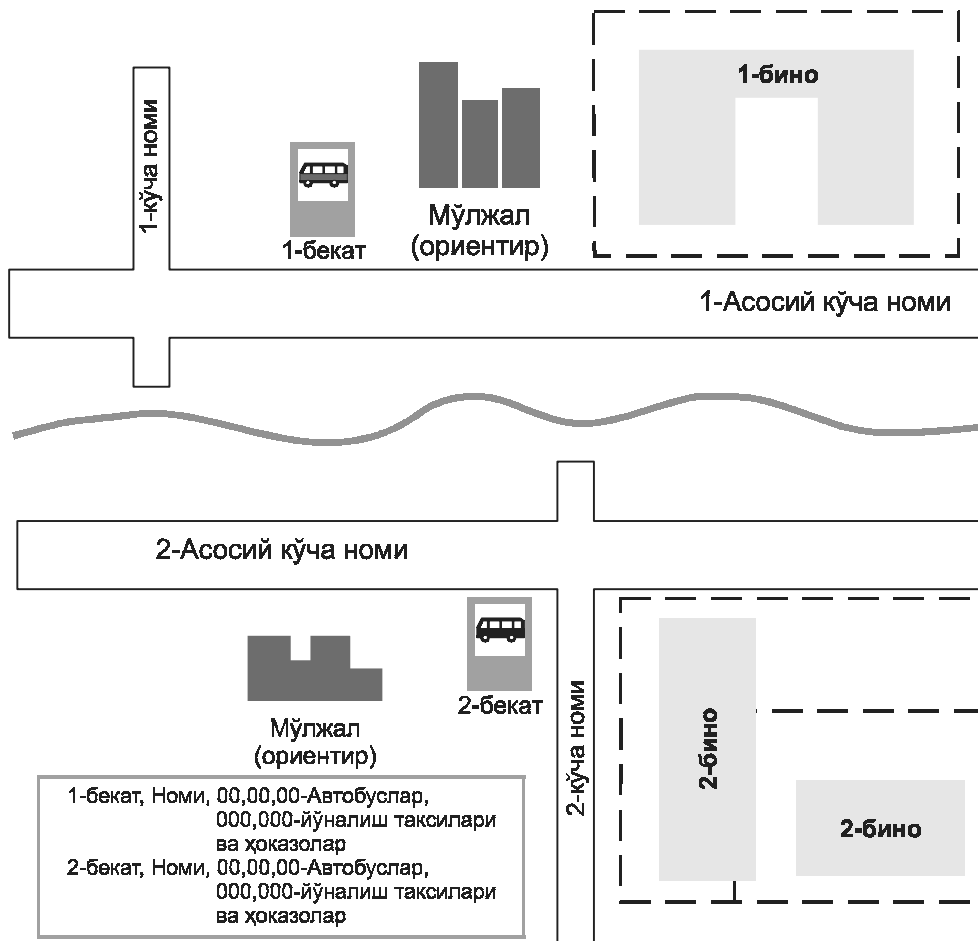 1-бино
1-кўча номи
Мўлжал
(ориентир)
1-бекат
1-Асосий кўча номи
2-Асосий кўча номи
2-бекат
Мўлжал
(ориентир)
2-кўча номи
2-бино
2-бино
1-бекат, Номи, 00,00,00-Автобуслар,
000,000-йўналиш таксилари
ва ҳоказолар
2-бекат, Номи, 00,00,00-Автобуслар,
000,000-йўналиш таксилари
ва ҳоказолар